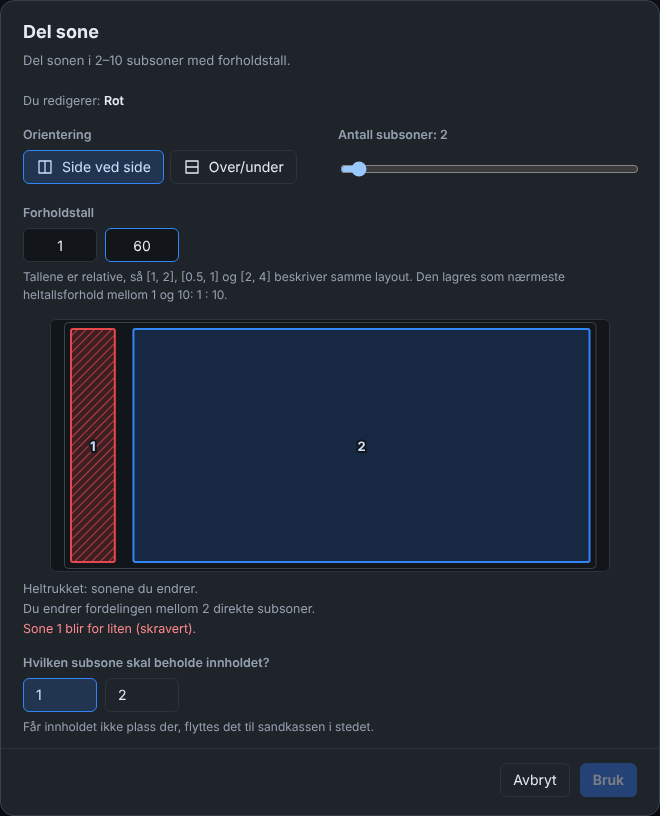 Del sone
Del sonen i 2–10 subsoner med forholdstall.
Du redigerer: Rot
Orientering
Antall subsoner: 2
Side ved side
Over/under
Forholdstall
1
60
Tallene er relative, så [1, 2], [0.5, 1] og [2, 4] beskriver samme layout. Den lagres som nærmeste
heltallsforhold mellom 1 og 10: 1 : 10.
1
2
Heltrukket: sonene du endrer.
Du endrer fordelingen mellom 2 direkte subsoner.
Sone 1 blir for liten (skravert).
Hvilken subsone skal beholde innholdet?
1
2
Får innholdet ikke plass der, flyttes det til sandkassen i stedet.
Avbryt
Bruk